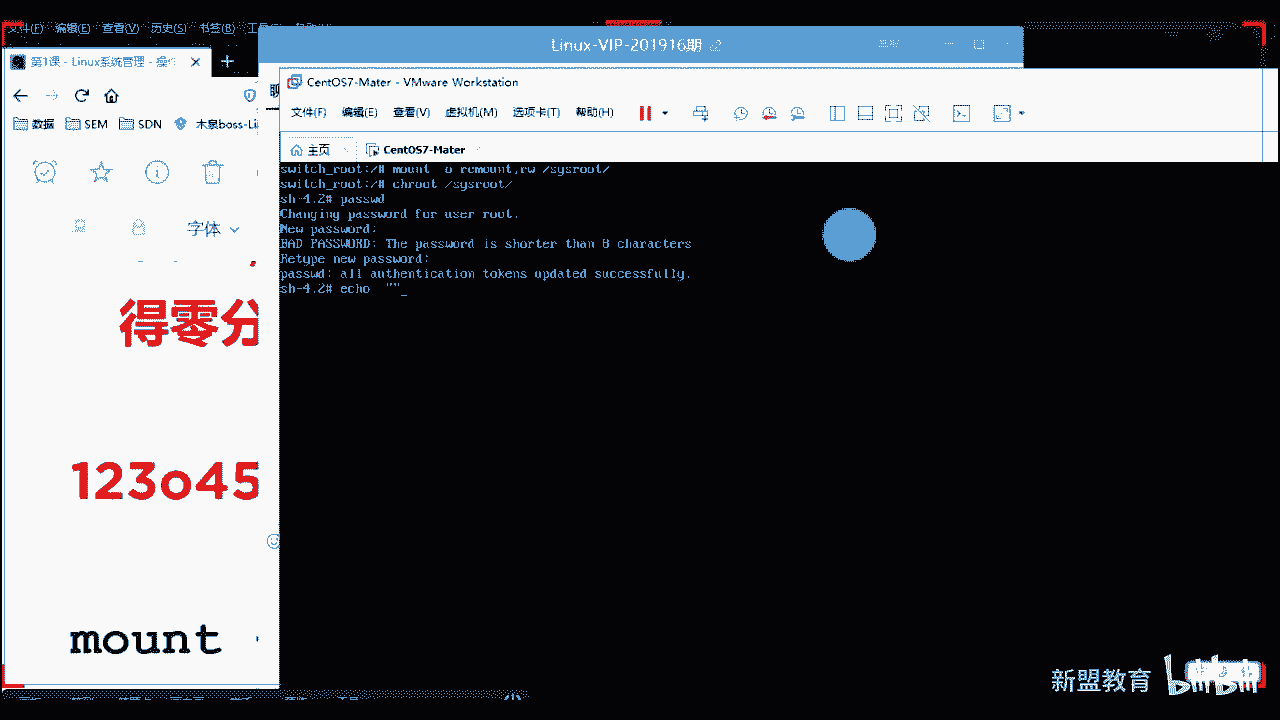 文件(F) 编辑(E) 查看(V) 历史(S) 书签(B)
Linux-VIP-201916期
第1课 - Linux系统管理 - 操作
CentOS7-Mater - VMware Workstation
文件(F) 编辑(E) 查看(V) 虚拟机(M) 选项卡(T) 帮助(H)
数据 SEM SDN 木泉boss-Li
主页 CentOS7-Mater
switch_root:/# mount -o remount,rw /sysroot/
switch_root:/# chroot /sysroot/
sh-4.2# passwd
Changing password for user root.
New password:
BAD PASSWORD: The password is shorter than 8 characters
Retype new password:
passwd: all authentication tokens updated successfully.
sh-4.2# echo ""_
字体
得零分
123o45
mount
新盟教育
bilibili